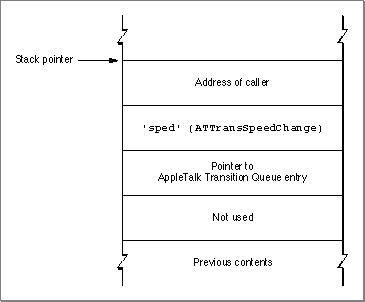 Stack pointer
Address of caller
'sped' (ATTransSpeedChange)
Pointer to
AppleTalk Transition Queue entry
Not used
Previous contents